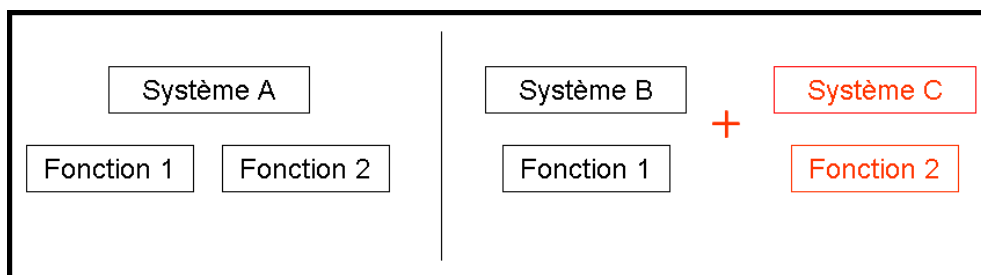 Système A
Fonction 1 Fonction 2
Système B + Système C
Fonction 1 Fonction 2